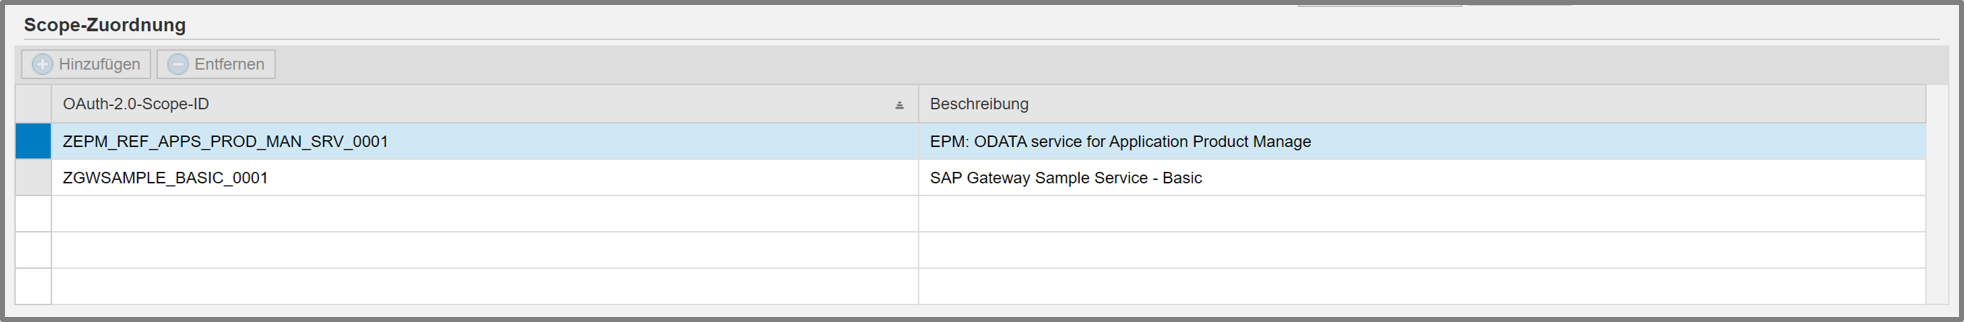 Scope-Zuordnung
Hinzufügen Entfernen
OAuth-2.0-Scope-ID Beschreibung
ZEPM_REF_APPS_PROD_MAN_SRV_0001 EPM: ODATA service for Application Product Manage
ZGWSAMPLE_BASIC_0001 SAP Gateway Sample Service - Basic